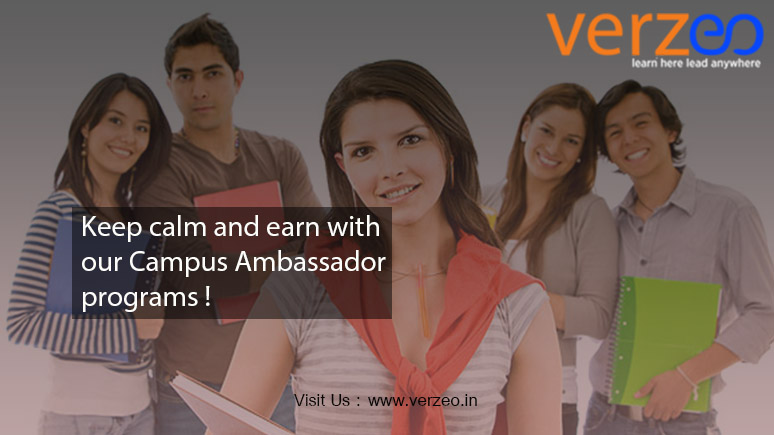 verzeo
learn here lead anywhere
Keep calm and earn with
our Campus Ambassador
programs !
Visit Us : www.verzeo.in